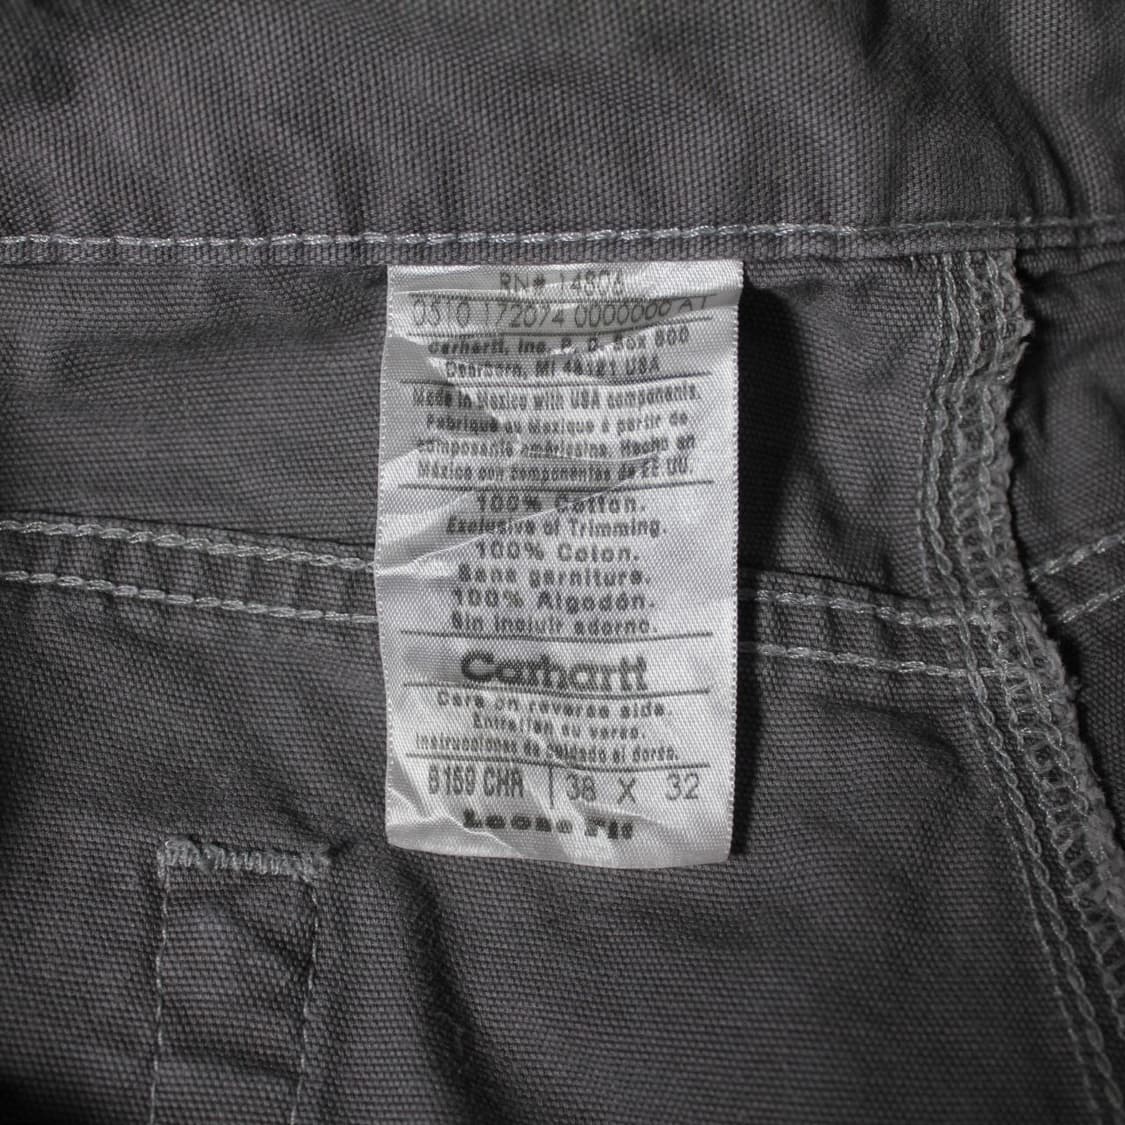 RN# 14806
0510 172074 0000000 AT
Carhartt, Inc. P. O. Box 600
Dearborn, MI 48121 USA
Made in Mexico with USA components.
Fabriqué au Mexique à partir de
composants américains. Hecho en
México con componentes de EE.UU.
100% Cotton.
Exclusive of Trimming.
100% Coton.
Sans garniture.
100% Algodón.
Sin incluir adorno.
Carhartt
Care on reverse side.
Entretien au verso.
Instrucciones de cuidado al dorso.
B159 CHR 38 X 32
Loose Fit